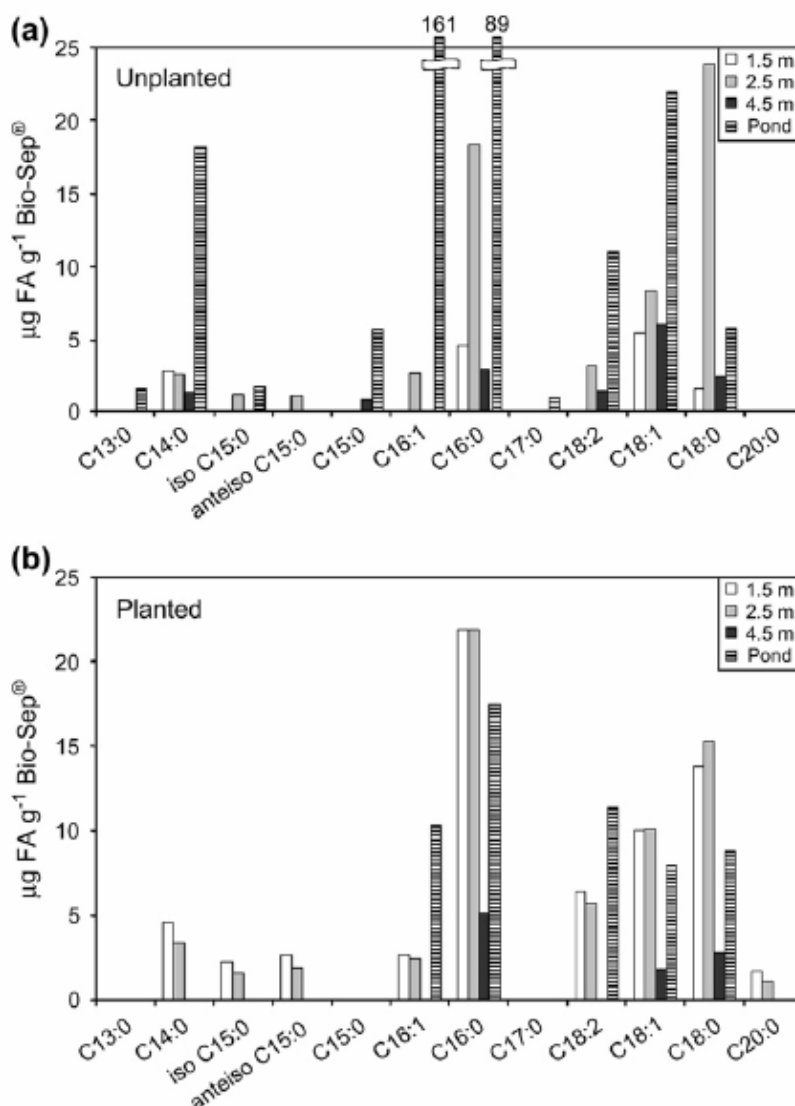 (a)
161
89
25
Unplanted
1.5 m
2.5 m
4.5 m
Pond
20
15
10
5
0
µg FA g⁻¹ Bio-Sep®
C13:0
C14:0
iso C15:0
anteiso C15:0
C15:0
C16:1
C16:0
C17:0
C18:2
C18:1
C18:0
C20:0
(b)
25
Planted
1.5 m
2.5 m
4.5 m
Pond
20
15
10
5
0
µg FA g⁻¹ Bio-Sep®
C13:0
C14:0
iso C15:0
anteiso C15:0
C15:0
C16:1
C16:0
C17:0
C18:2
C18:1
C18:0
C20:0